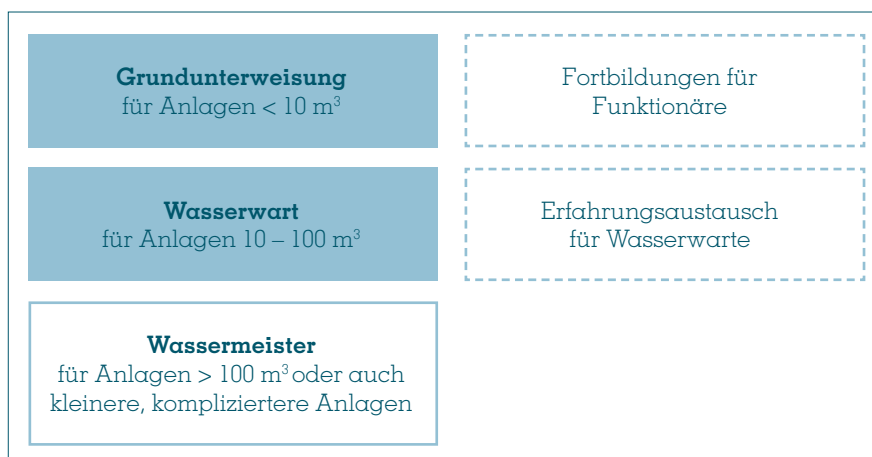 Grundunterweisung
für Anlagen < 10 m³
Fortbildungen für
Funktionäre
Wasserwart
für Anlagen 10 – 100 m³
Erfahrungsaustausch
für Wasserwarte
Wassermeister
für Anlagen > 100 m³ oder auch
kleinere, kompliziertere Anlagen